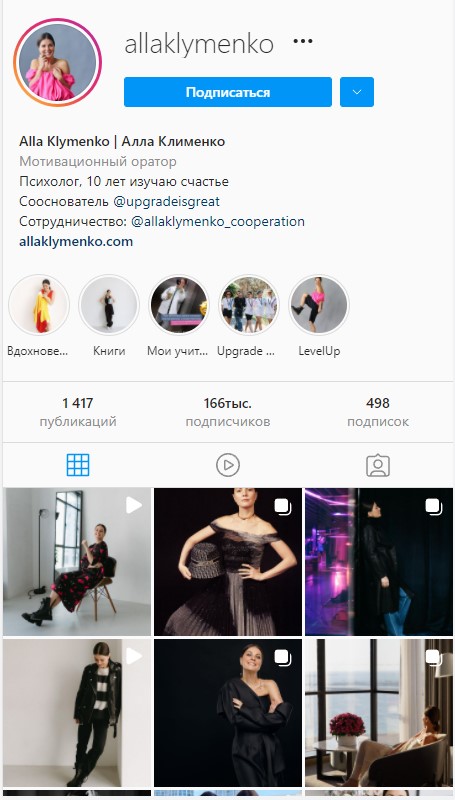 allaklymenko •••
Подписаться
Alla Klymenko | Алла Клименко
Мотивационный оратор
Психолог, 10 лет изучаю счастье
Сооснователь @upgradeisgreat
Сотрудничество: @allaklymenko_cooperation
allaklymenko.com
Вдохнове... Книги Мои учит... Upgrade ... LevelUp
1 417 166тыс. 498
публикаций подписчиков подписок